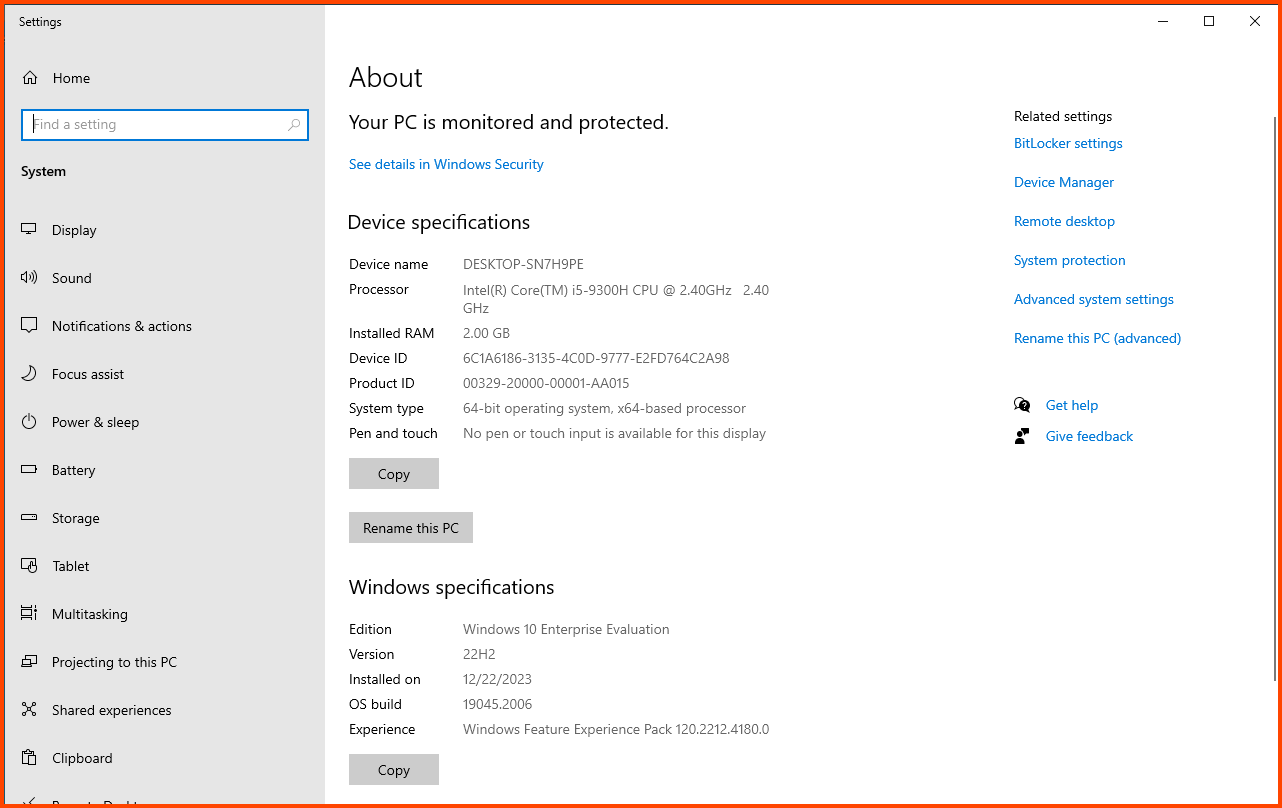 Settings
Home
Find a setting
System
Display
Sound
Notifications & actions
Focus assist
Power & sleep
Battery
Storage
Tablet
Multitasking
Projecting to this PC
Shared experiences
Clipboard
About
Your PC is monitored and protected.
See details in Windows Security
Device specifications
Device name DESKTOP-SN7H9PE
Processor Intel(R) Core(TM) i5-9300H CPU @ 2.40GHz 2.40
GHz
Installed RAM 2.00 GB
Device ID 6C1A6186-3135-4C0D-9777-E2FD764C2A98
Product ID 00329-20000-00001-AA015
System type 64-bit operating system, x64-based processor
Pen and touch No pen or touch input is available for this display
Copy
Rename this PC
Windows specifications
Edition Windows 10 Enterprise Evaluation
Version 22H2
Installed on 12/22/2023
OS build 19045.2006
Experience Windows Feature Experience Pack 120.2212.4180.0
Copy
Related settings
BitLocker settings
Device Manager
Remote desktop
System protection
Advanced system settings
Rename this PC (advanced)
Get help
Give feedback